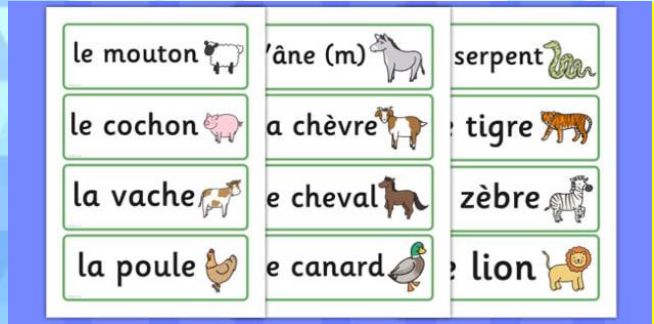 le mouton
le cochon
la vache
la poule
'âne (m)
a chèvre
e cheval
e canard
serpent
tigre
zèbre
lion